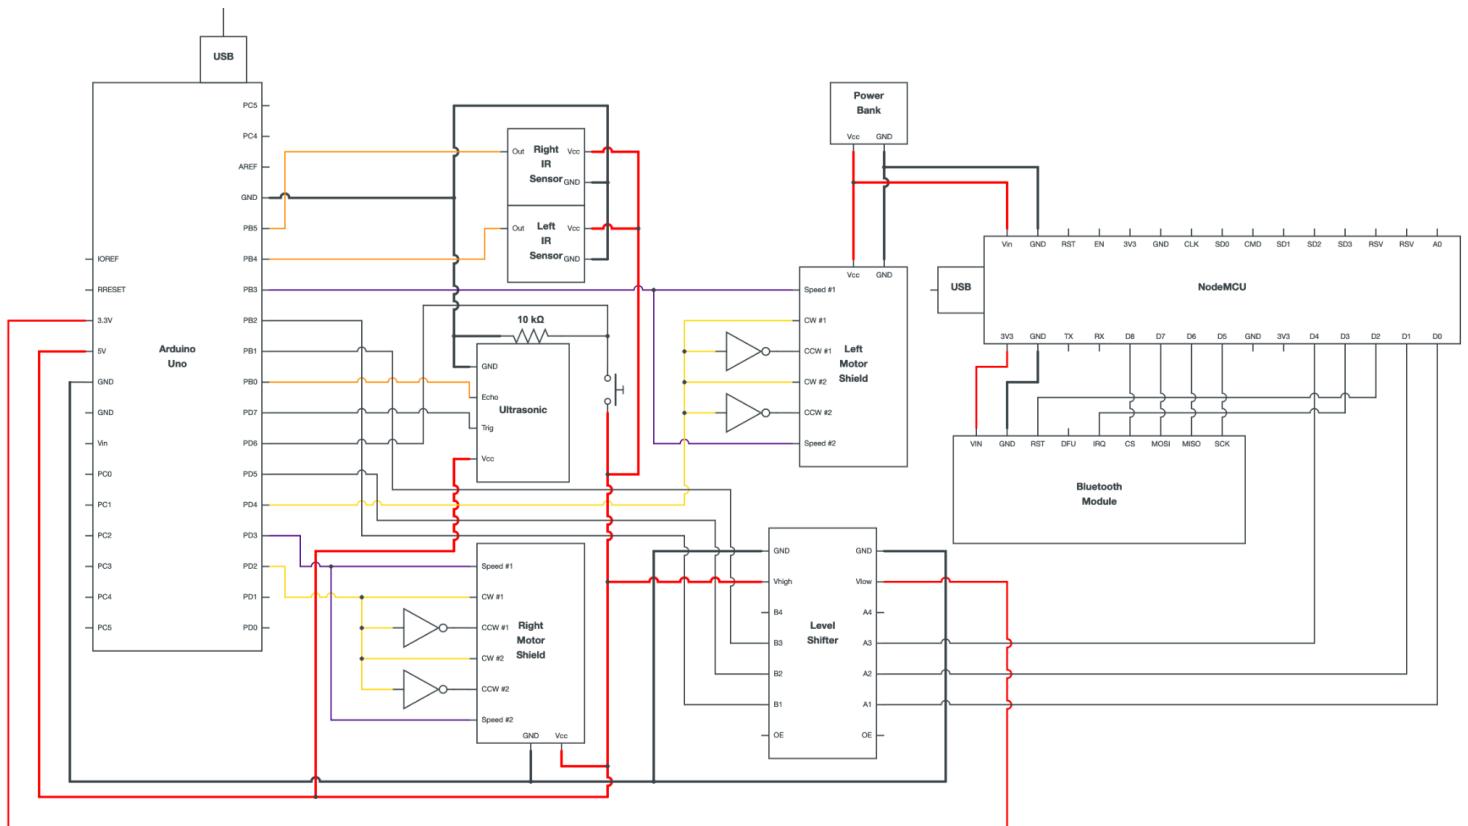 USB
Arduino
Uno
PC5
PC4
AREF
GND
PB5
PB4
PB3
PB2
PB1
PB0
PD7
PD6
PD5
PD4
PD3
PD2
PD1
PD0
IOREF
RRESET
3.3V
5V
GND
GND
Vin
PC0
PC1
PC2
PC3
PC4
PC5
Right
IR
Sensor
Out
Vcc
GND
Left
IR
Sensor
Out
Vcc
GND
10 kΩ
Ultrasonic
GND
Echo
Trig
Vcc
Right
Motor
Shield
Speed #1
CW #1
CCW #1
CW #2
CCW #2
Speed #2
GND
Vcc
Power
Bank
Vcc
GND
Left
Motor
Shield
Vcc
GND
Speed #1
CW #1
CCW #1
CW #2
CCW #2
Speed #2
Level
Shifter
GND
Vhigh
B4
B3
B2
B1
OE
GND
Vlow
A4
A3
A2
A1
OE
USB
NodeMCU
Vin
GND
RST
EN
3V3
GND
CLK
SD0
CMD
SD1
SD2
SD3
RSV
RSV
A0
3V3
GND
TX
RX
D8
D7
D6
D5
GND
3V3
D4
D3
D2
D1
D0
Bluetooth
Module
VIN
GND
RST
DFU
IRQ
CS
MOSI
MISO
SCK